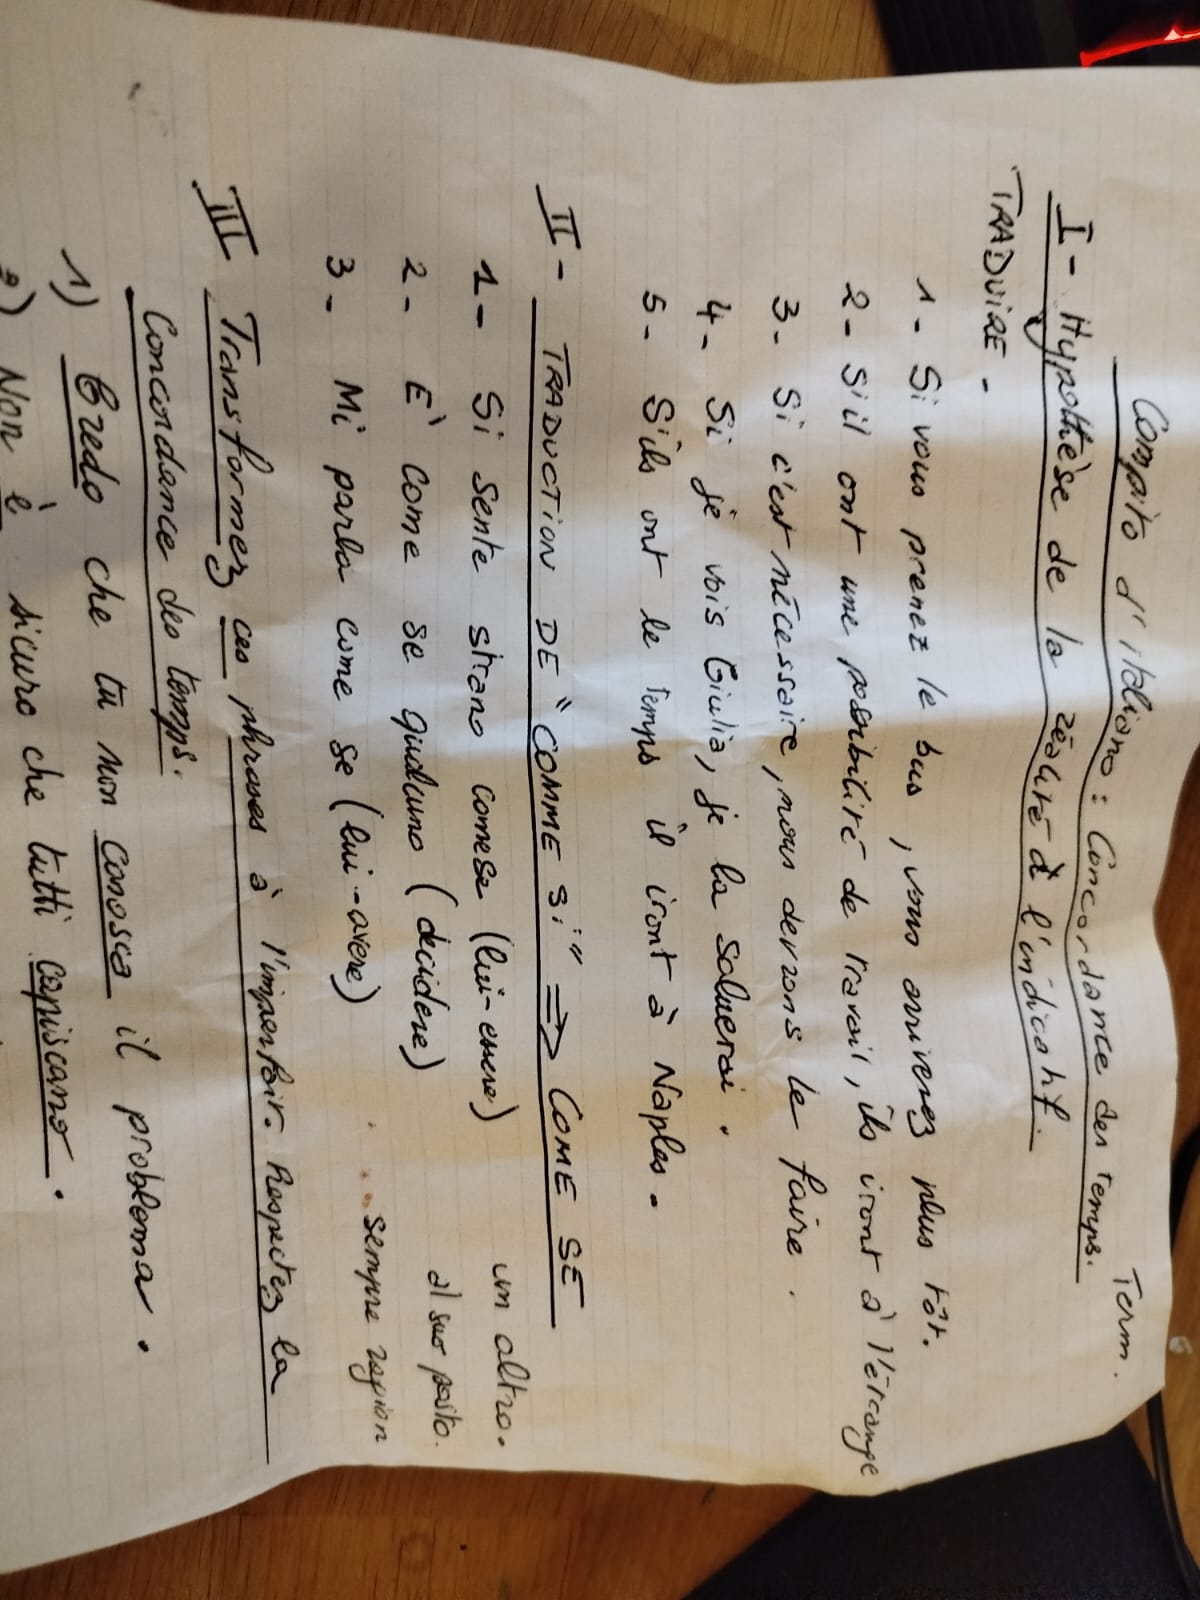 Term.
Compito d'italiano : Concordance des temps.
I- Hypothèse de la réalité à l'indicatif.
TRADUIRE -
1- Si vous prenez le bus, vous arriverez plus tôt.
2- S'il ont une possibilité de travail, ils iront à l'étrange
3- Si c'est nécessaire, nous devrons le faire.
4- Si je vois Giulia, je la saluerai.
5- S'ils ont le temps il iront à Naples.
II- TRADUCTION DE "COMME SI" => COME SE
1- Si sente strano come se (lui-essere) un altro.
2- E' come se qualcuno (decidere) al suo posto.
3- Mi parla come se (lui-avere) sempre ragion
III Transformez ces phrases à l'imparfait. Respectez la
Concordance des temps.
1) Credo che tu non conosca il problema.
2) Non è sicuro che tutti capiscano.